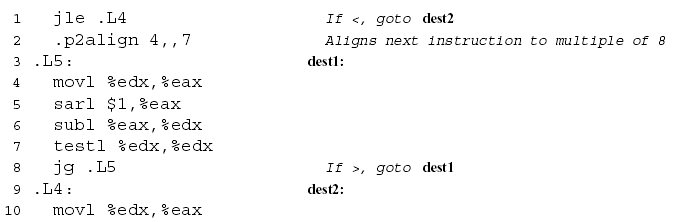 1 jle .L4 If <, goto dest2
2 .p2align 4,,7 Aligns next instruction to multiple of 8
3 .L5: dest1:
4 movl %edx,%eax
5 sarl $1,%eax
6 subl %eax,%edx
7 testl %edx,%edx
8 jg .L5 If >, goto dest1
9 .L4: dest2:
10 movl %edx,%eax